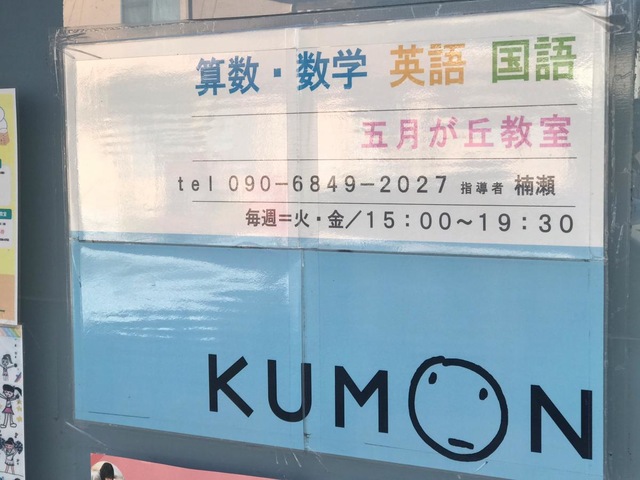 算数・数学 英語 国語
五月が丘教室
tel 090-6849-2027 指導者 楠瀬
毎週=火・金/15:00~19:30
KUMON